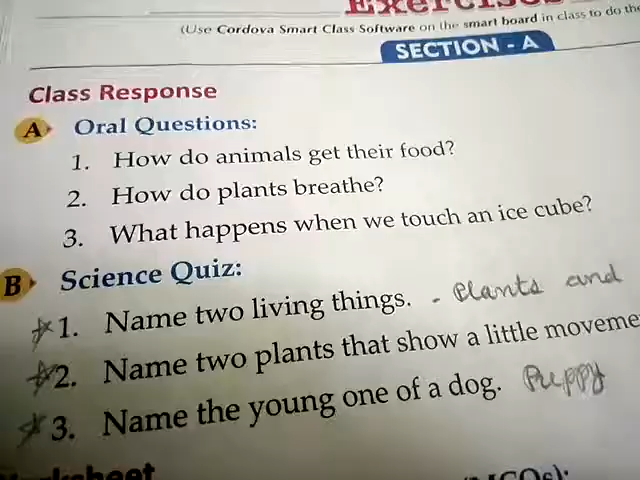 Exercises
(Use Cordova Smart Class Software on the smart board in class to do the
SECTION - A
Class Response
A Oral Questions:
1. How do animals get their food?
2. How do plants breathe?
3. What happens when we touch an ice cube?
B Science Quiz:
*1. Name two living things. - Plants and
*2. Name two plants that show a little moveme
*3. Name the young one of a dog. Puppy
Worksheet (MCQs):